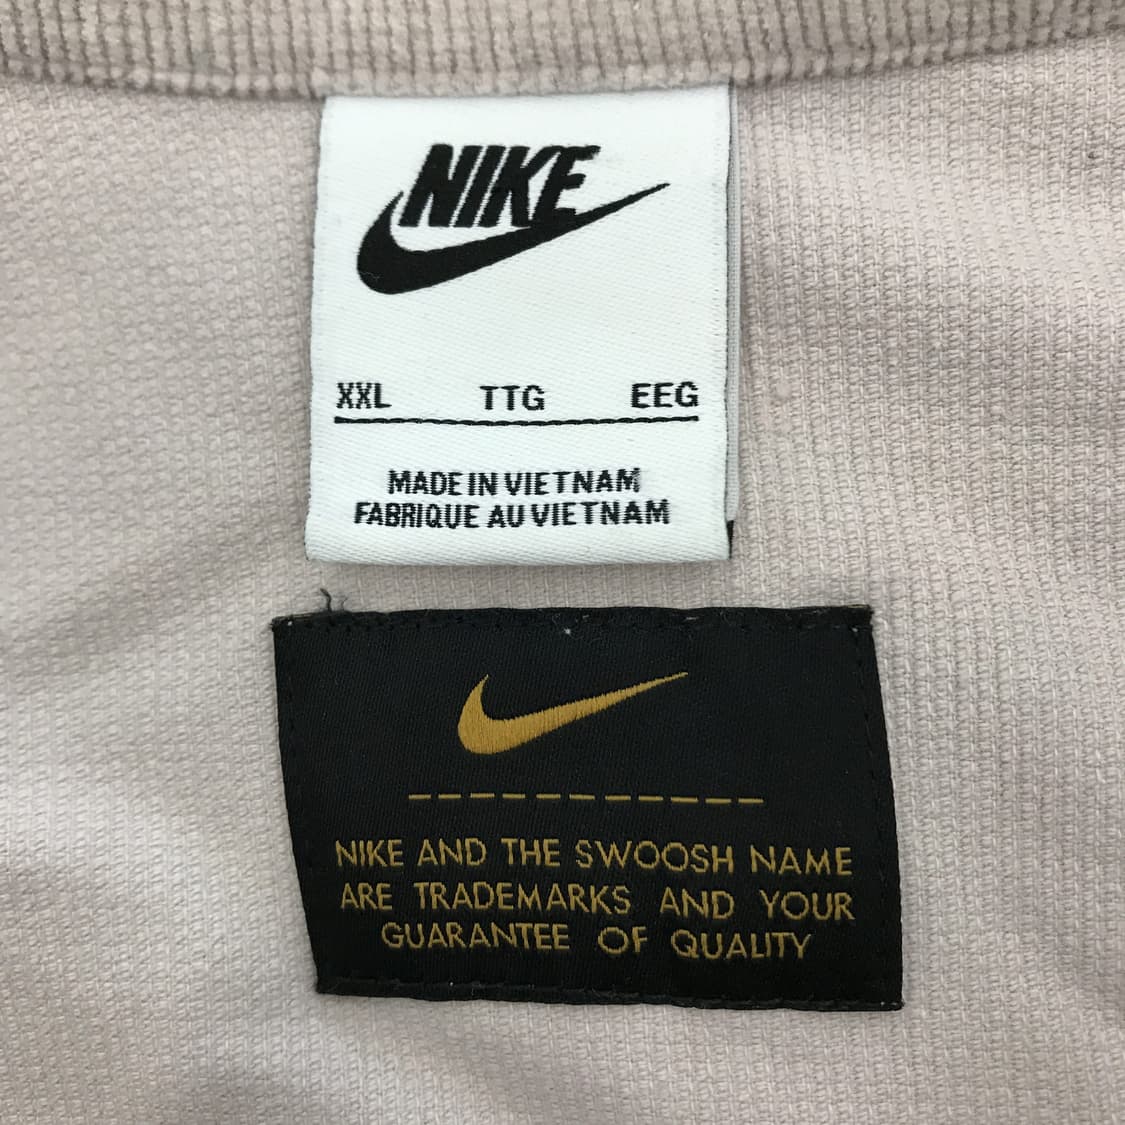 NIKE
XXL TTG EEG
MADE IN VIETNAM
FABRIQUE AU VIETNAM
NIKE AND THE SWOOSH NAME
ARE TRADEMARKS AND YOUR
GUARANTEE OF QUALITY